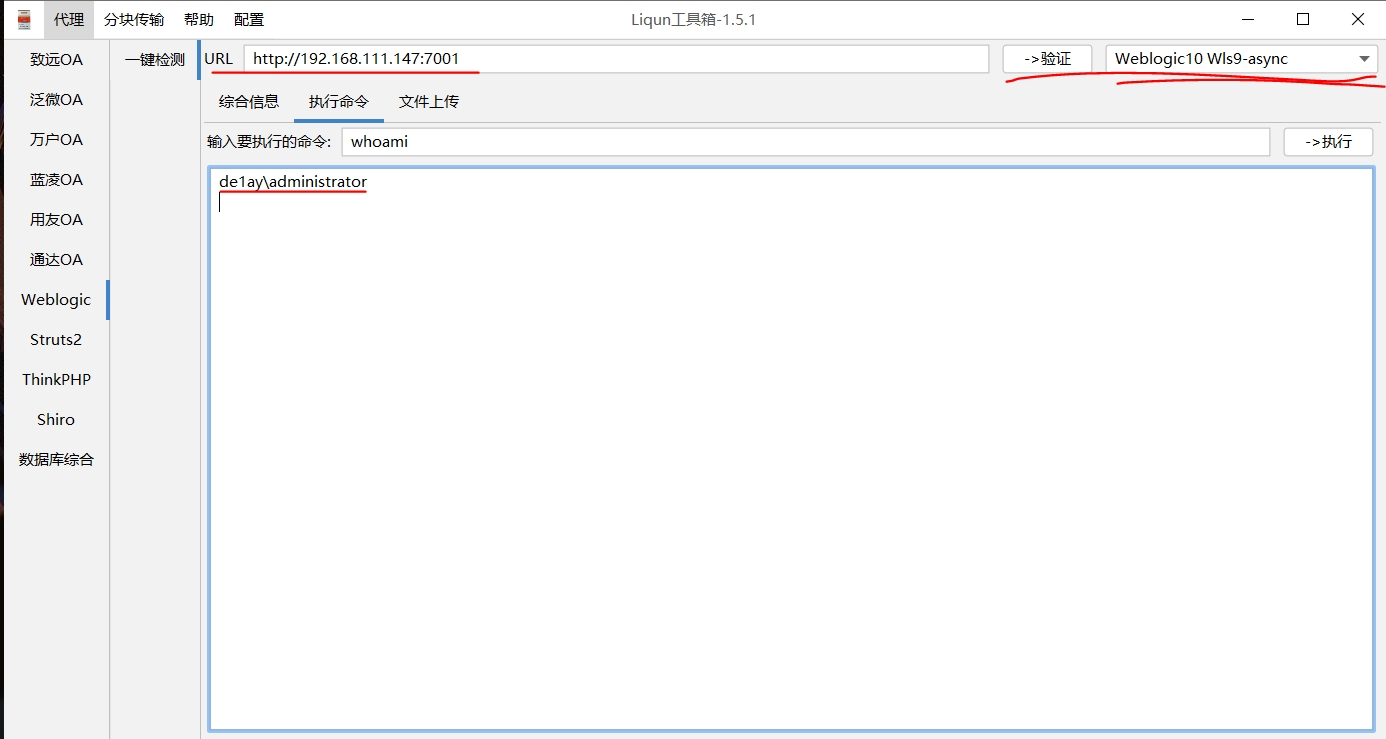 代理 分块传输 帮助 配置 Liqun工具箱-1.5.1
致远OA 一键检测 URL http://192.168.111.147:7001 ->验证 Weblogic10 Wls9-async
泛微OA 综合信息 执行命令 文件上传
万户OA 输入要执行的命令: whoami ->执行
蓝凌OA de1ay\administrator
用友OA
通达OA
Weblogic
Struts2
ThinkPHP
Shiro
数据库综合